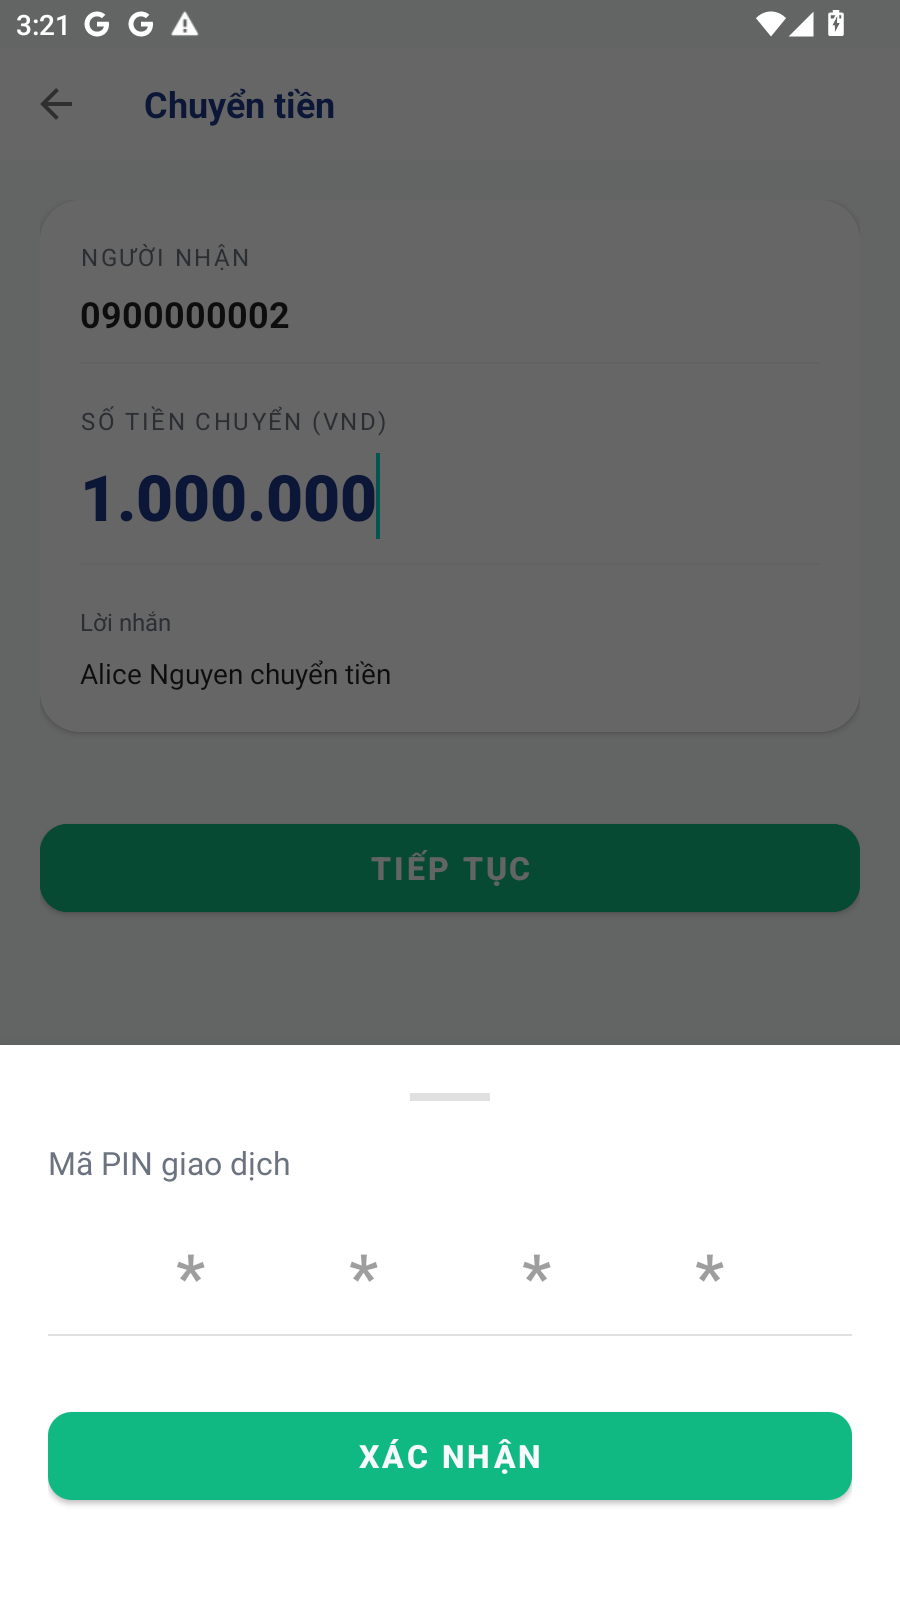 3:21
Chuyển tiền
NGƯỜI NHẬN
0900000002
SỐ TIỀN CHUYỂN (VND)
1.000.000
Lời nhắn
Alice Nguyen chuyển tiền
TIẾP TỤC
Mã PIN giao dịch
* * * *
XÁC NHẬN